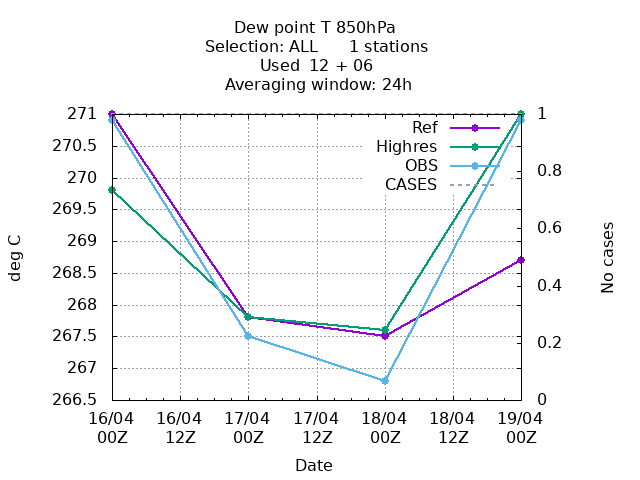 Dew point T 850hPa
Selection: ALL 1 stations
Used 12 + 06
Averaging window: 24h
271
270.5
270
269.5
269
268.5
268
267.5
267
266.5
1
0.8
0.6
0.4
0.2
0
Ref
Highres
OBS
CASES
deg C
No cases
16/04 16/04 17/04 17/04 18/04 18/04 19/04
00Z 12Z 00Z 12Z 00Z 12Z 00Z
Date